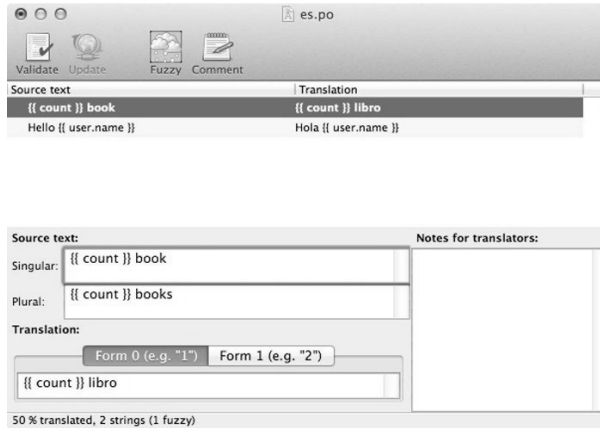 es.po
Validate Update Fuzzy Comment
Source text Translation
{{ count }} book {{ count }} libro
Hello {{ user.name }} Hola {{ user.name }}
Source text: Notes for translators:
Singular: {{ count }} book
Plural: {{ count }} books
Translation:
Form 0 (e.g. "1") Form 1 (e.g. "2")
{{ count }} libro
50 % translated, 2 strings (1 fuzzy)